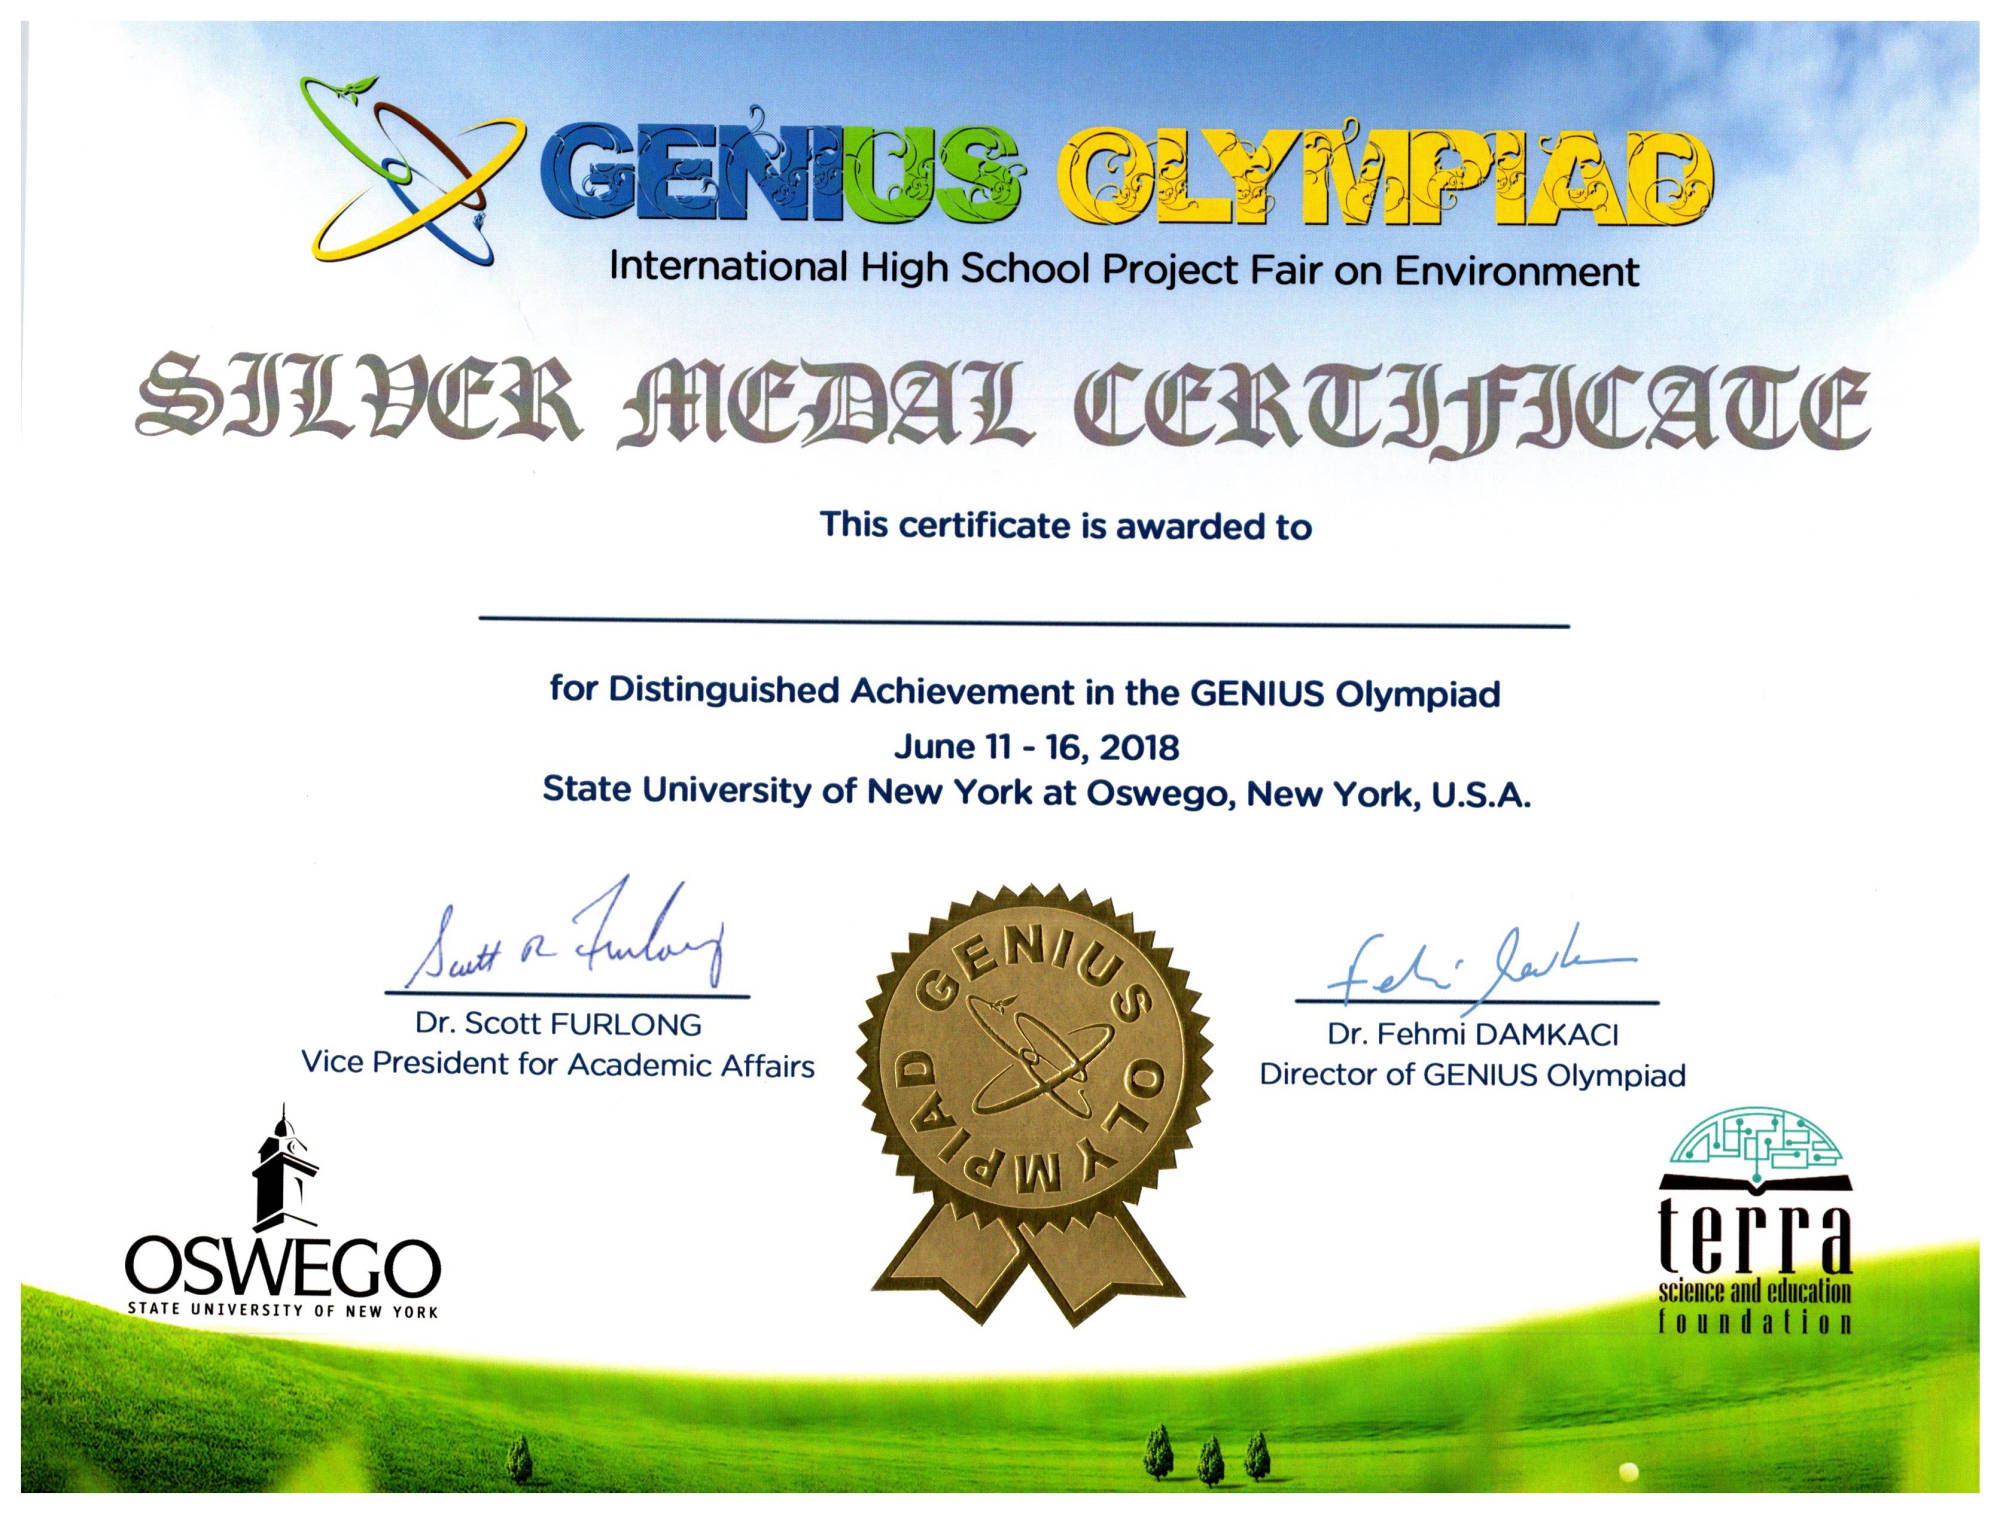 GENIUS OLYMPIAD
International High School Project Fair on Environment
SILVER MEDAL CERTIFICATE
This certificate is awarded to
for Distinguished Achievement in the GENIUS Olympiad
June 11 - 16, 2018
State University of New York at Oswego, New York, U.S.A.
Scott R Furlong
Dr. Scott FURLONG
Vice President for Academic Affairs
GENIUS OLYMPIAD
Fehmi Damkaci
Dr. Fehmi DAMKACI
Director of GENIUS Olympiad
OSWEGO
STATE UNIVERSITY OF NEW YORK
terra
science and education
foundation